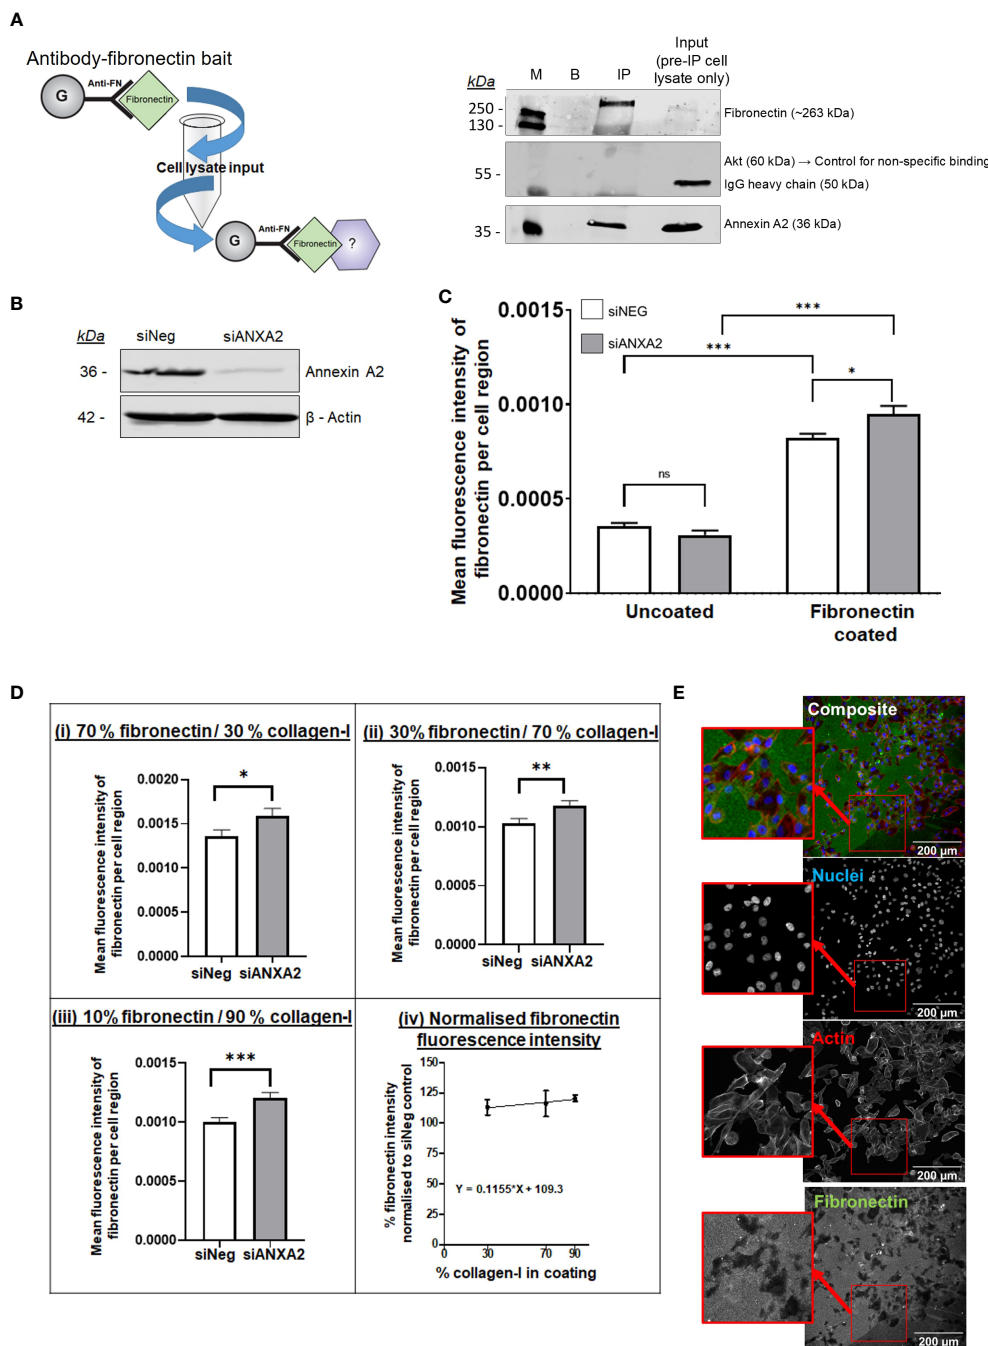 A
Antibody-fibronectin bait
G
Anti-FN
Fibronectin
Cell lysate input
G
Anti-FN
Fibronectin
?
Input
(pre-IP cell
lysate only)
kDa
M
B
IP
250 -
130 -
Fibronectin (~263 kDa)
55 -
Akt (60 kDa) → Control for non-specific binding
IgG heavy chain (50 kDa)
35 -
Annexin A2 (36 kDa)
B
kDa
siNeg
siANXA2
36 -
Annexin A2
42 -
β - Actin
C
Mean fluorescence intensity of
fibronectin per cell region
0.0015
0.0010
0.0005
0.0000
siNEG
siANXA2
ns
***
***
*
Uncoated
Fibronectin
coated
D
(i) 70 % fibronectin / 30 % collagen-I
Mean fluorescence intensity of
fibronectin per cell region
0.0020
0.0015
0.0010
0.0005
0.0000
*
siNeg
siANXA2
(ii) 30% fibronectin / 70 % collagen-I
Mean fluorescence intensity of
fibronectin per cell region
0.0015
0.0010
0.0005
0.0000
**
siNeg
siANXA2
(iii) 10% fibronectin / 90 % collagen-I
Mean fluorescence intensity of
fibronectin per cell region
0.0015
0.0010
0.0005
0.0000
***
siNeg
siANXA2
(iv) Normalised fibronectin
fluorescence intensity
% fibronectin intensity
normalised to siNeg control
150
125
100
75
50
25
0
Y = 0.1155*X + 109.3
0
30
70
90
% collagen-I in coating
E
Composite
200 µm
Nuclei
200 µm
Actin
200 µm
Fibronectin
200 µm